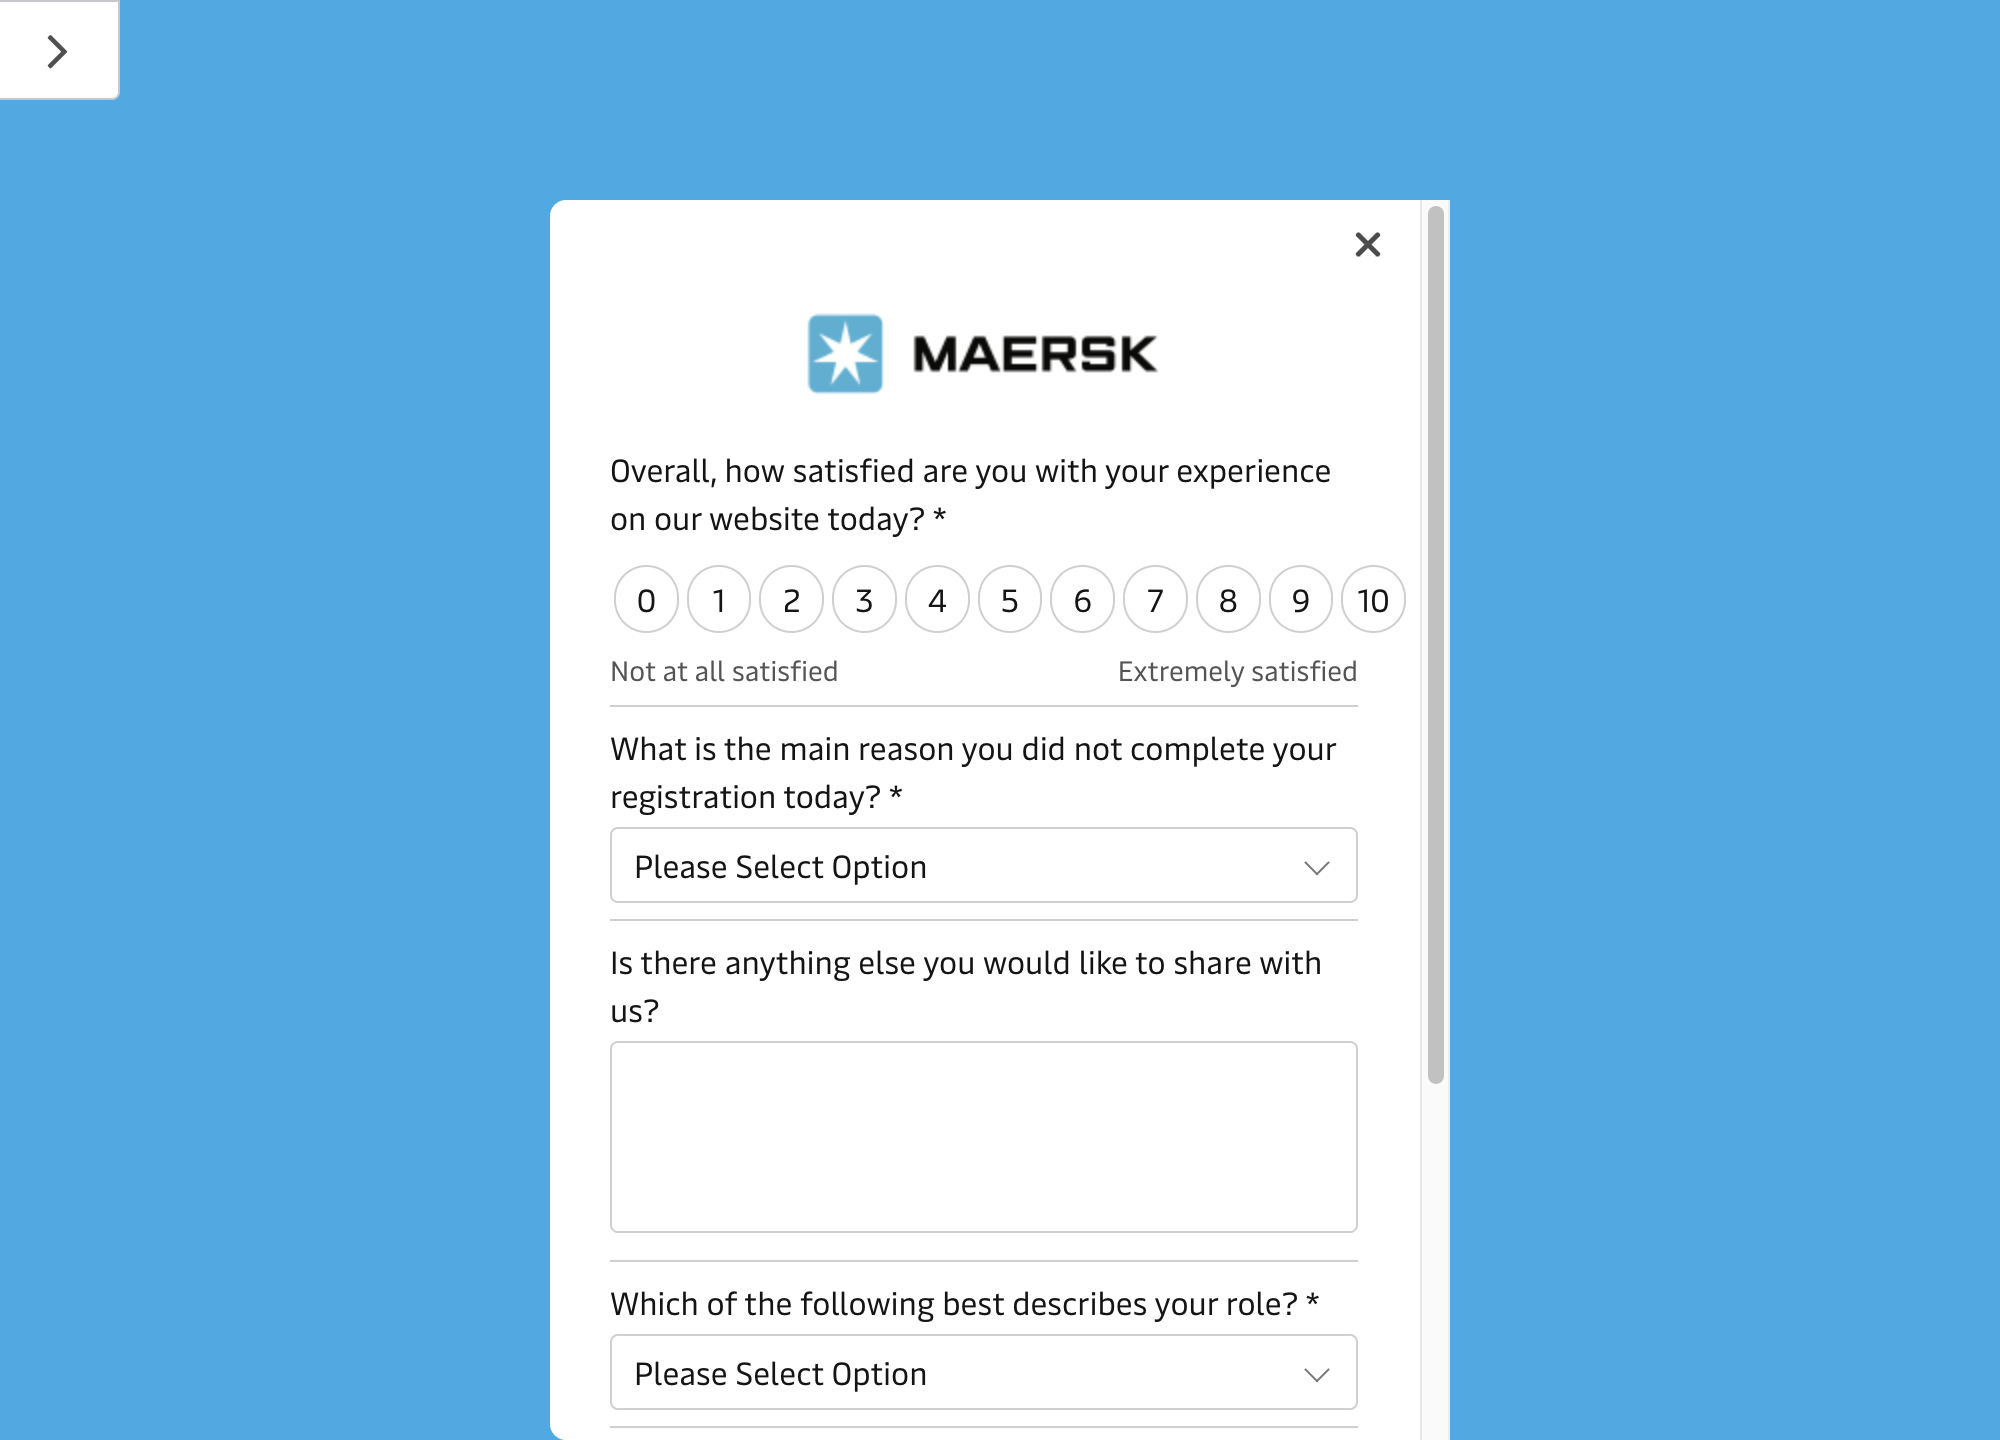 MAERSK
Overall, how satisfied are you with your experience
on our website today? *
0 1 2 3 4 5 6 7 8 9 10
Not at all satisfied Extremely satisfied
What is the main reason you did not complete your
registration today? *
Please Select Option
Is there anything else you would like to share with
us?
Which of the following best describes your role? *
Please Select Option